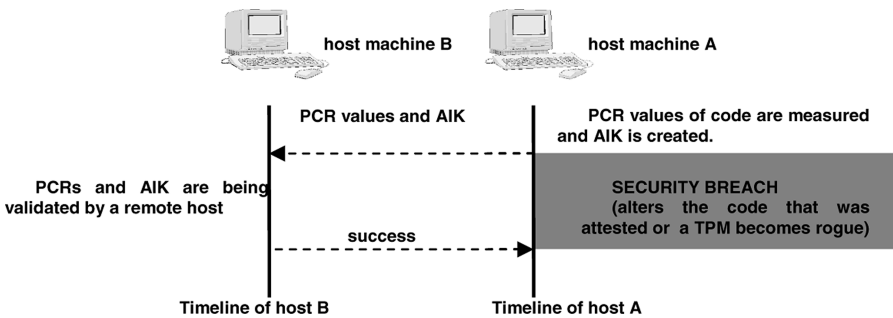 host machine B
host machine A
PCR values and AIK
PCR values of code are measured
and AIK is created.
PCRs and AIK are being
validated by a remote host
SECURITY BREACH
(alters the code that was
attested or a TPM becomes rogue)
success
Timeline of host B
Timeline of host A